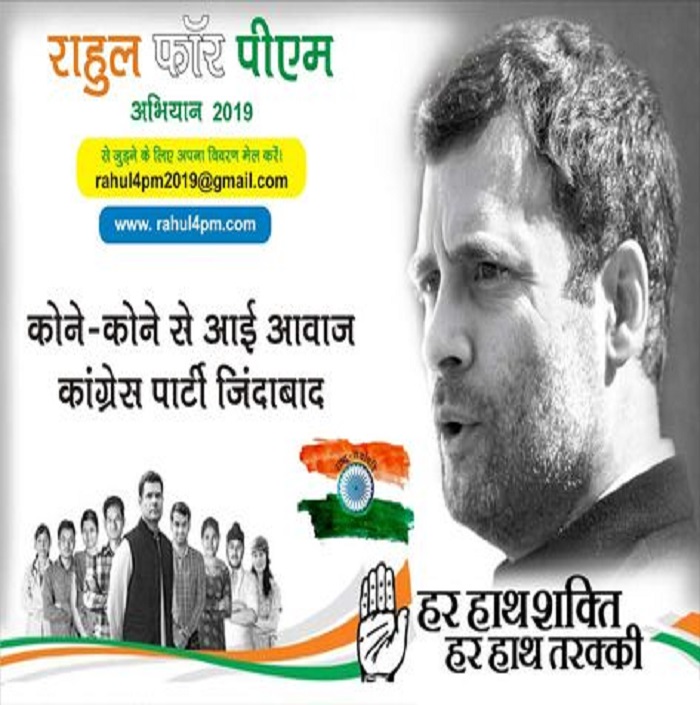 राहुल फॉर पीएम
अभियान 2019
से जुड़ने के लिए अपना विवरण मेल करें।
rahul4pm2019@gmail.com
www. rahul4pm.com
कोने-कोने से आई आवाज
कांग्रेस पार्टी जिंदाबाद
हर हाथ शक्ति
हर हाथ तरक्की